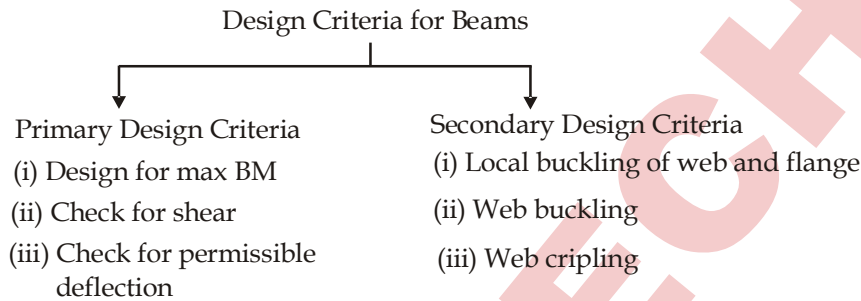 Design Criteria for Beams
Primary Design Criteria
(i) Design for max BM
(ii) Check for shear
(iii) Check for permissible
deflection
Secondary Design Criteria
(i) Local buckling of web and flange
(ii) Web buckling
(iii) Web cripling
ECH